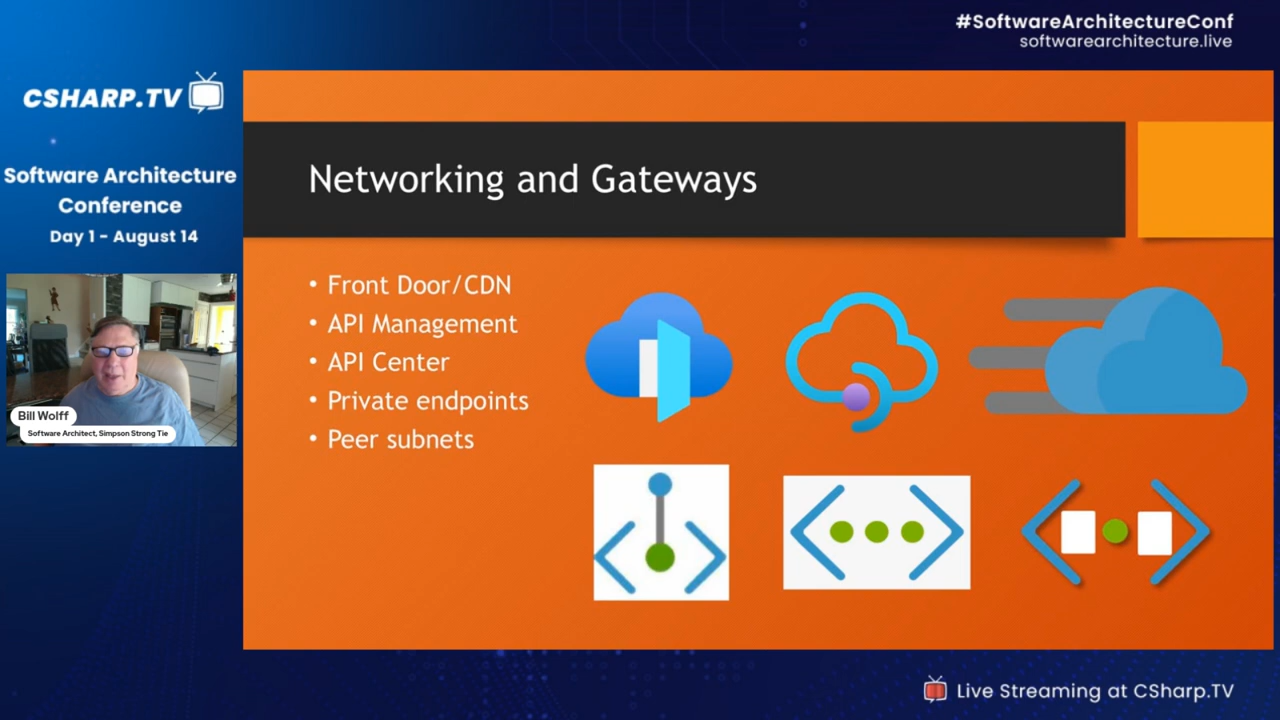 #SoftwareArchitectureConf
softwarearchitecture.live
CSHARP.TV
Software Architecture
Conference
Day 1 - August 14
Bill Wolff
Software Architect, Simpson Strong Tie
Networking and Gateways
• Front Door/CDN
• API Management
• API Center
• Private endpoints
• Peer subnets
Live Streaming at CSharp.TV